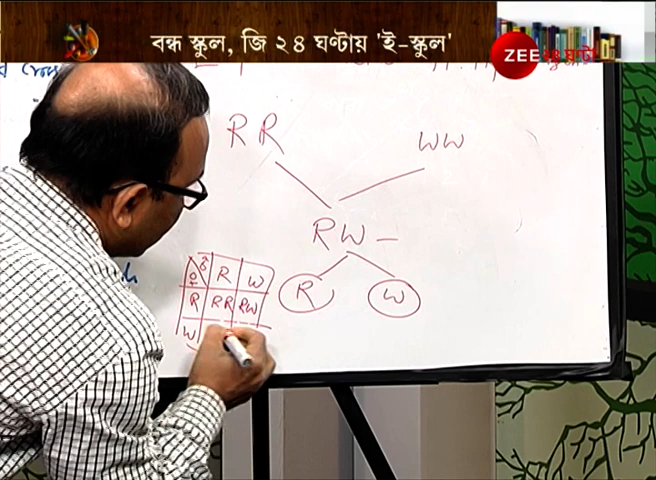 বন্ধ স্কুল, জি ২৪ ঘণ্টায় 'ই-স্কুল'
ZEE ২৪ ঘণ্টা
RR WW
RW
R W
♀ ♂ R W
R RR RW
W